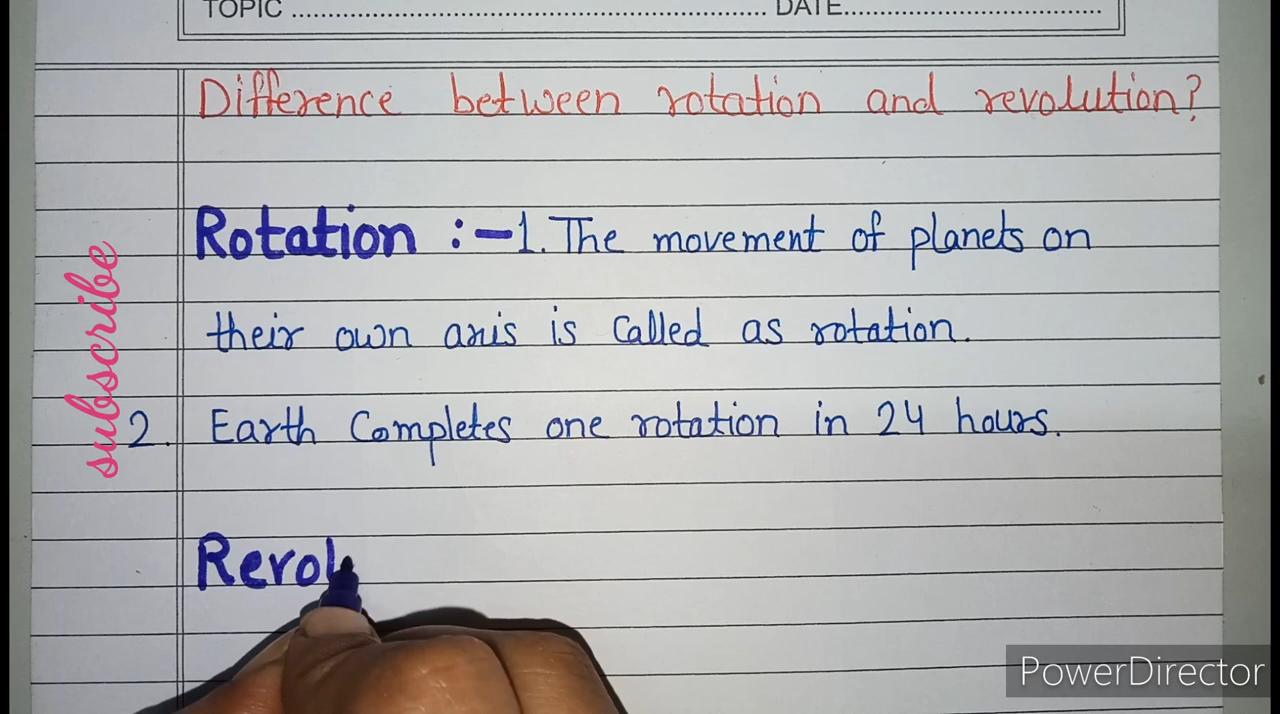 TOPIC ........................ DATE........................
Difference between rotation and revolution?
Rotation :- 1. The movement of planets on
their own axis is called as rotation.
2. Earth Completes one rotation in 24 hours.
Revol
subscribe
PowerDirector